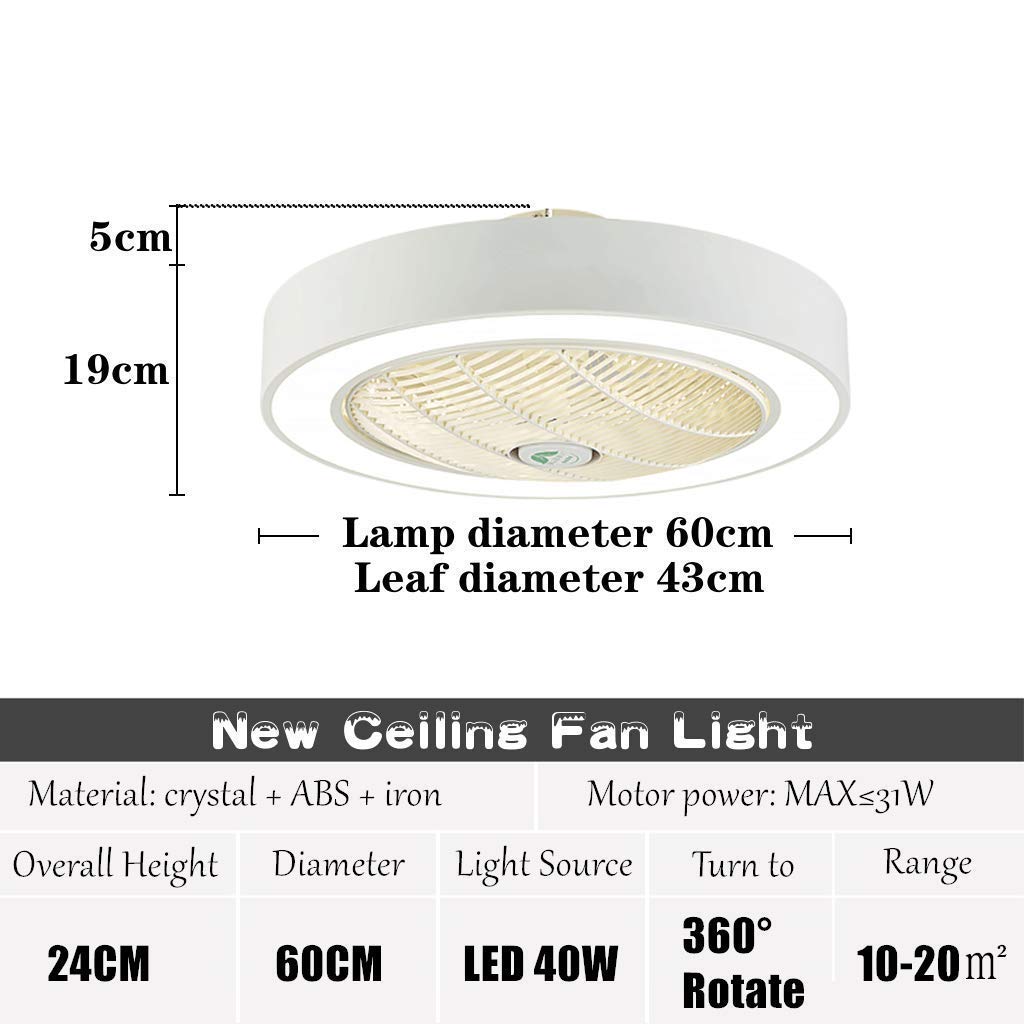 5cm
19cm
Lamp diameter 60cm
Leaf diameter 43cm
New Ceiling Fan Light
Material: crystal + ABS + iron
Motor power: MAX≤31W
Overall Height
Diameter
Light Source
Turn to
Range
24CM
60CM
LED 40W
360°
Rotate
10-20m²